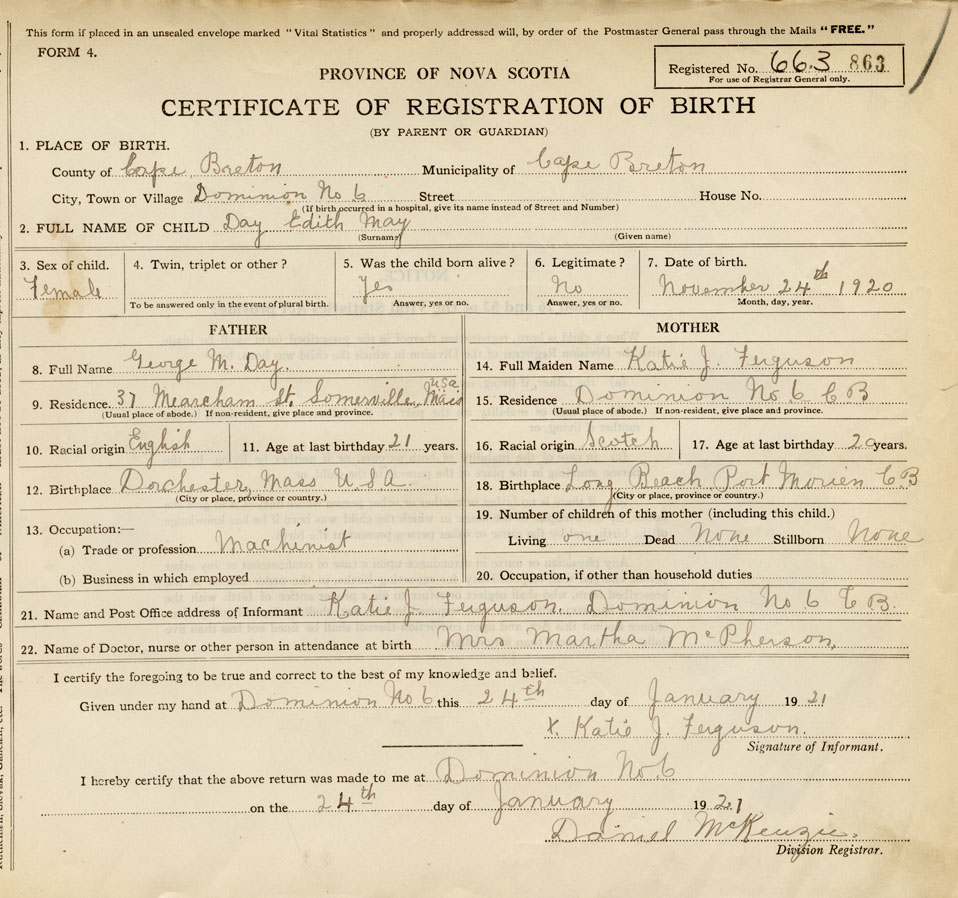 This form if placed in an unsealed envelope marked "Vital Statistics" and properly addressed will, by order of the Postmaster General pass through the Mails "FREE."
FORM 4.
Registered No. 663 863
For use of Registrar General only.
PROVINCE OF NOVA SCOTIA
CERTIFICATE OF REGISTRATION OF BIRTH
(BY PARENT OR GUARDIAN)
1. PLACE OF BIRTH.
County of Cape Breton Municipality of Cape Breton
City, Town or Village Dominion No 6 Street House No.
(If birth occurred in a hospital, give its name instead of Street and Number)
2. FULL NAME OF CHILD Day Edith May
(Surname) (Given name)
3. Sex of child. 4. Twin, triplet or other? 5. Was the child born alive? 6. Legitimate? 7. Date of birth.
Female Yes No November 24th 1920
To be answered only in the event of plural birth. Answer, yes or no. Answer, yes or no. Month, day, year.
FATHER MOTHER
8. Full Name George M. Day. 14. Full Maiden Name Katie J. Ferguson
9. Residence. 37 Mearcham St. Somerville, Mass USA 15. Residence Dominion No 6 C B
(Usual place of abode.) If non-resident, give place and province. (Usual place of abode.) If non-resident, give place and province.
10. Racial origin English 11. Age at last birthday 21 years. 16. Racial origin Scotch 17. Age at last birthday 20 years.
12. Birthplace Dorchester, Mass U.S.A. 18. Birthplace Long Beach Port Morien C B
(City or place, province or country.) (City or place, province or country.)
13. Occupation:— 19. Number of children of this mother (including this child.)
(a) Trade or profession Machinist Living one Dead None Stillborn None
(b) Business in which employed 20. Occupation, if other than household duties
21. Name and Post Office address of Informant Katie J. Ferguson, Dominion No 6 C B.
22. Name of Doctor, nurse or other person in attendance at birth Mrs Martha McPherson,
I certify the foregoing to be true and correct to the best of my knowledge and belief.
Given under my hand at Dominion No 6 this 24th day of January 1921
x. Katie J. Ferguson.
Signature of Informant.
I hereby certify that the above return was made to me at Dominion No 6
on the 24th day of January 1921
Daniel McKenzie.
Division Registrar.